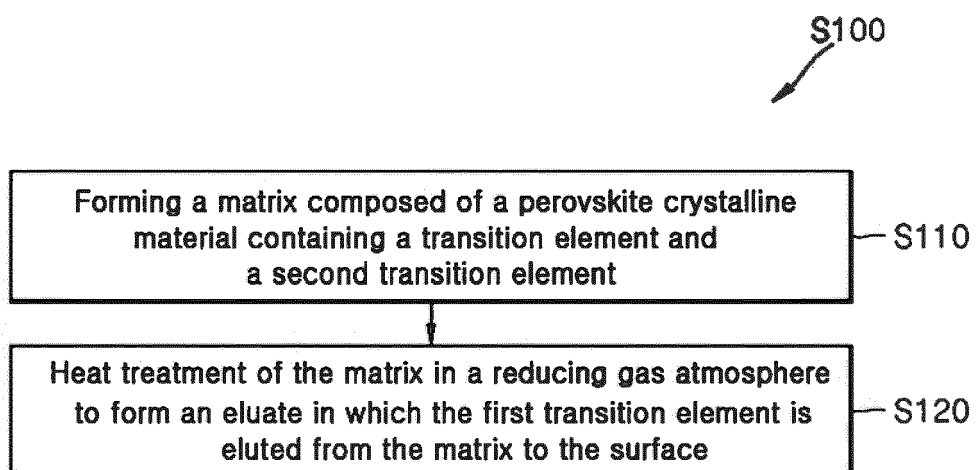 S100
Forming a matrix composed of a perovskite crystalline
material containing a transition element and
a second transition element
S110
Heat treatment of the matrix in a reducing gas atmosphere
to form an eluate in which the first transition element is
eluted from the matrix to the surface
S120